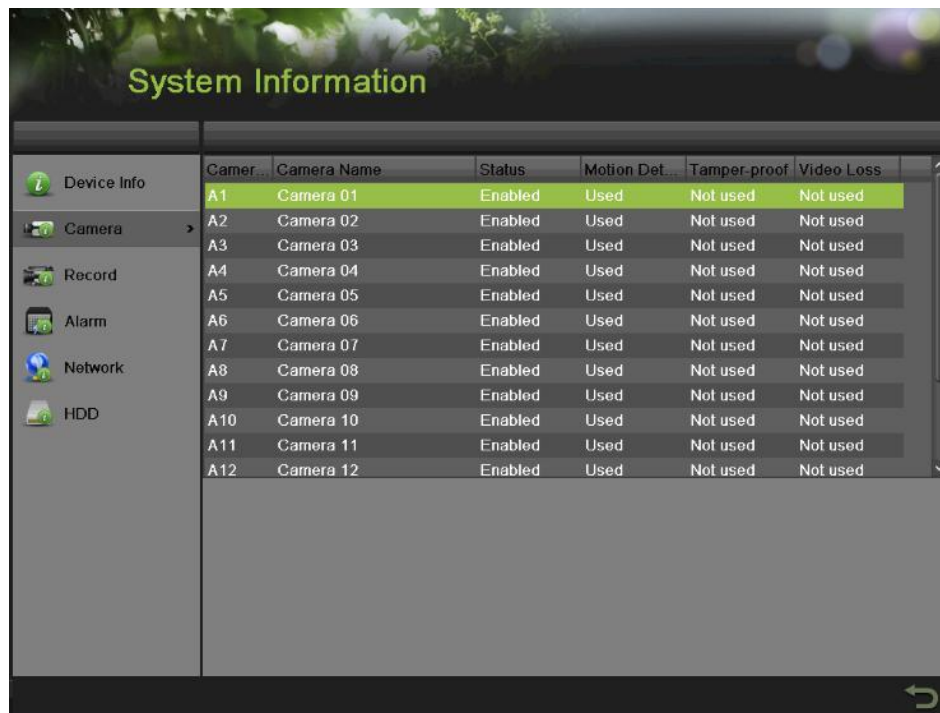 System Information
Device Info
Camera
Record
Alarm
Network
HDD
Camer... Camera Name Status Motion Det... Tamper-proof Video Loss
A1 Camera 01 Enabled Used Not used Not used
A2 Camera 02 Enabled Used Not used Not used
A3 Camera 03 Enabled Used Not used Not used
A4 Camera 04 Enabled Used Not used Not used
A5 Camera 05 Enabled Used Not used Not used
A6 Camera 06 Enabled Used Not used Not used
A7 Camera 07 Enabled Used Not used Not used
A8 Camera 08 Enabled Used Not used Not used
A9 Camera 09 Enabled Used Not used Not used
A10 Camera 10 Enabled Used Not used Not used
A11 Camera 11 Enabled Used Not used Not used
A12 Camera 12 Enabled Used Not used Not used